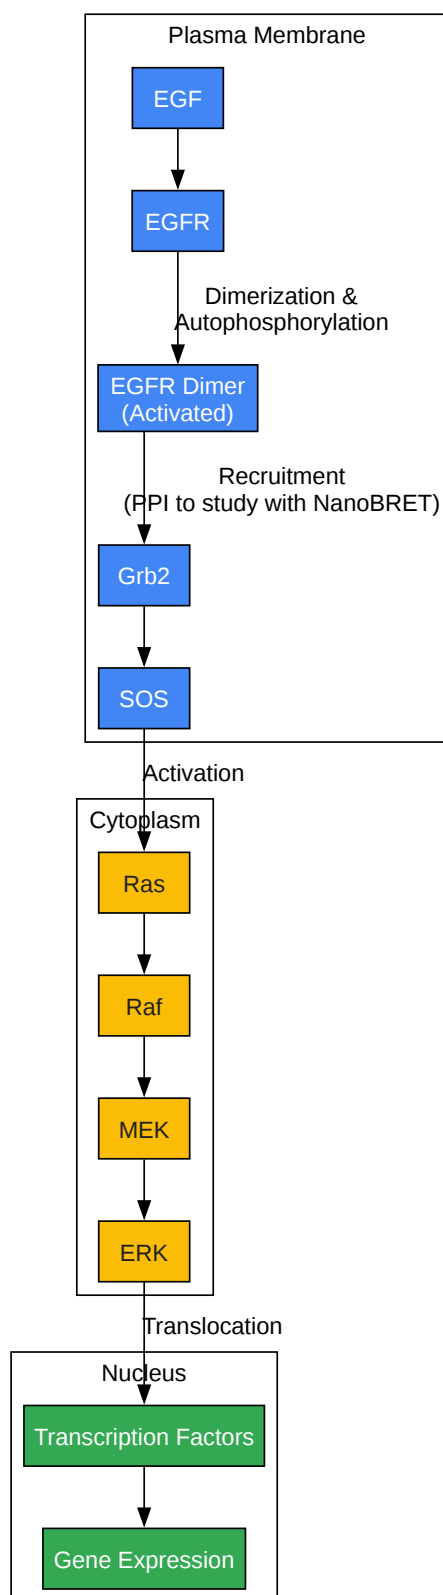 Plasma Membrane
EGF
EGFR
Dimerization &
Autophosphorylation
EGFR Dimer
(Activated)
Recruitment
(PPI to study with NanoBRET)
Grb2
SOS
Activation
Cytoplasm
Ras
Raf
MEK
ERK
Translocation
Nucleus
Transcription Factors
Gene Expression